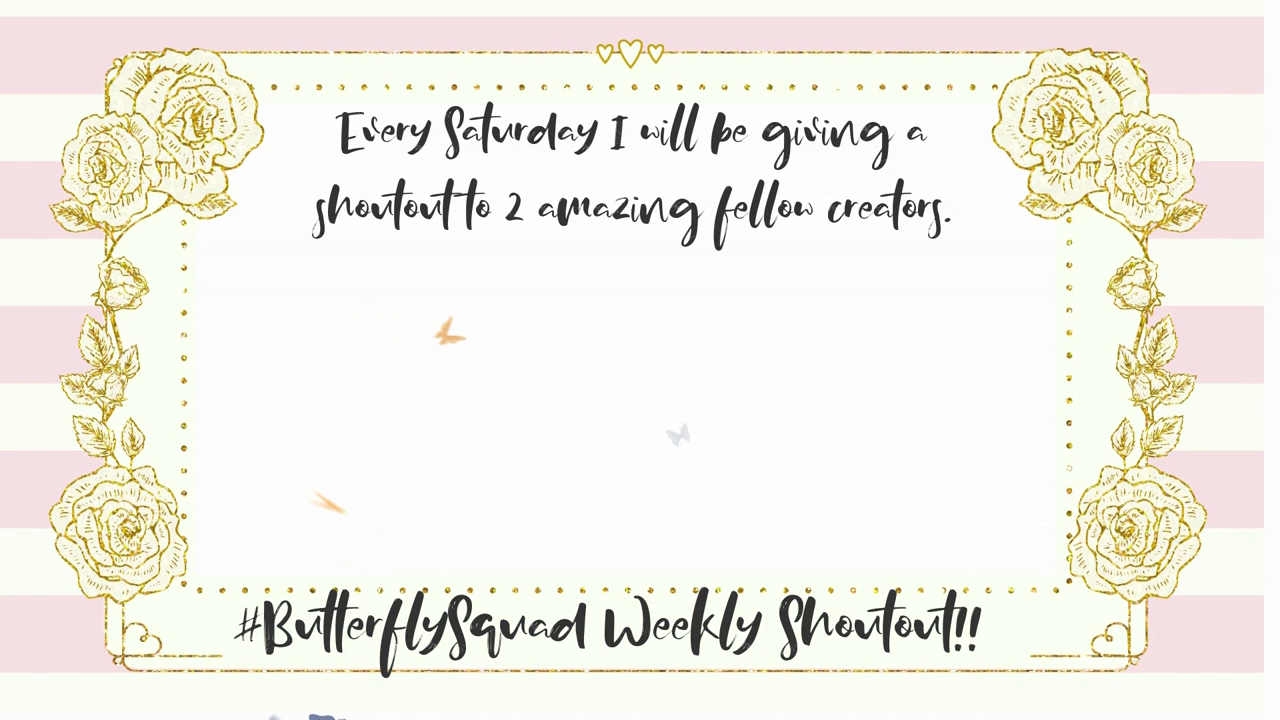 Every Saturday I will be giving a
shoutout to 2 amazing fellow creators.
#ButterflySquad Weekly Shoutout!!